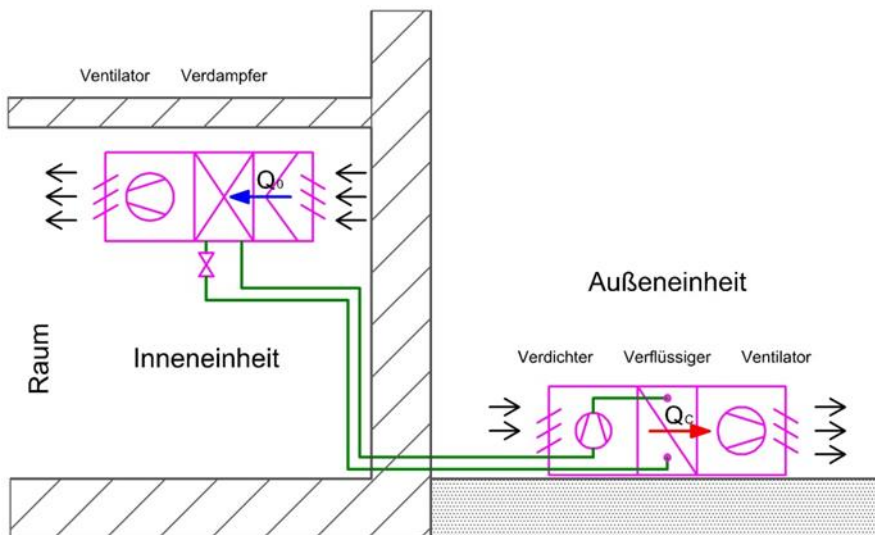 Ventilator Verdampfer
Q₀
Außeneinheit
Raum
Inneneinheit
Verdichter Verflüssiger Ventilator
Qc